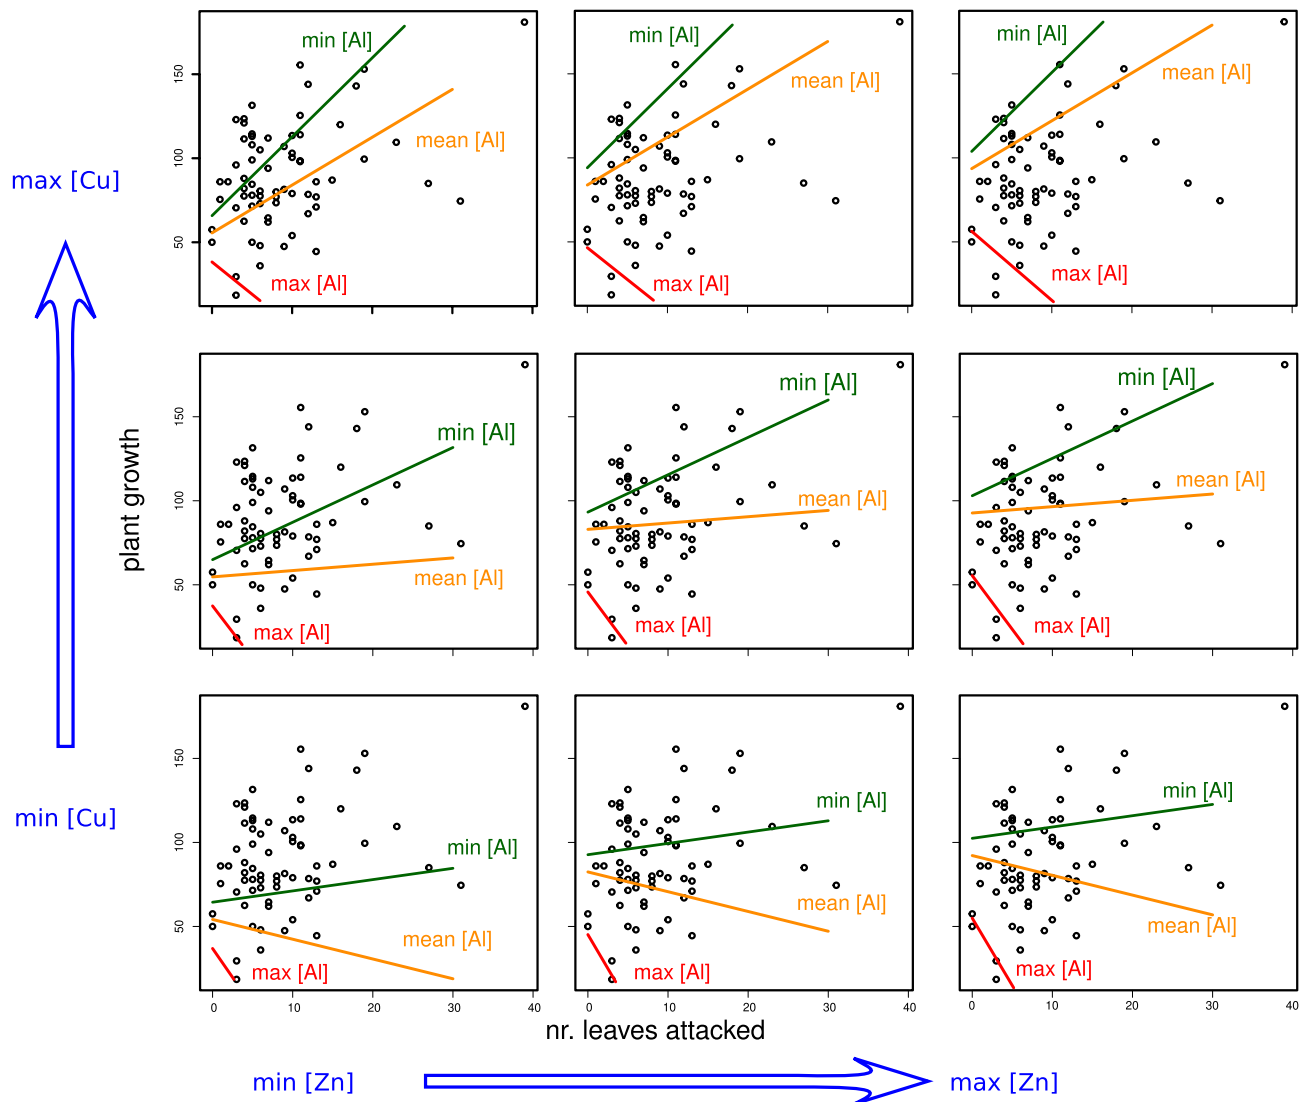 min [Al]
mean [Al]
max [Al]
150
100
50
min [Al]
mean [Al]
max [Al]
min [Al]
mean [Al]
max [Al]
max [Cu]
plant growth
150
100
50
min [Al]
mean [Al]
max [Al]
min [Al]
mean [Al]
max [Al]
min [Al]
mean [Al]
max [Al]
min [Cu]
150
100
50
min [Al]
mean [Al]
max [Al]
0 10 20 30 40
min [Al]
mean [Al]
max [Al]
0 10 20 30 40
min [Al]
mean [Al]
max [Al]
0 10 20 30 40
nr. leaves attacked
min [Zn] max [Zn]